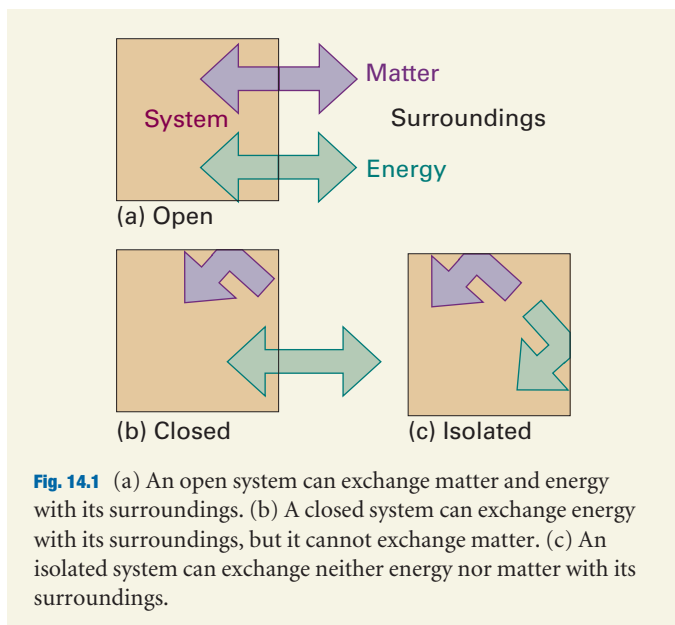 Matter
System
Surroundings
Energy
(a) Open
(b) Closed
(c) Isolated
Fig. 14.1 (a) An open system can exchange matter and energy
with its surroundings. (b) A closed system can exchange energy
with its surroundings, but it cannot exchange matter. (c) An
isolated system can exchange neither energy nor matter with its
surroundings.